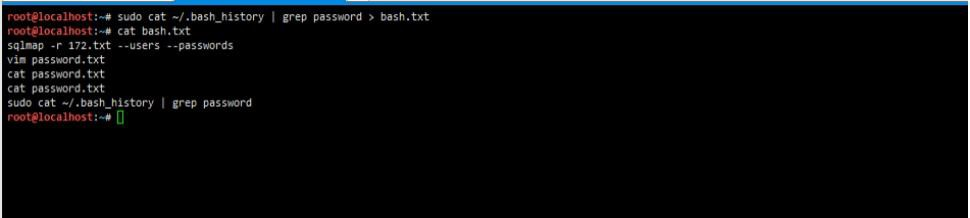 root@localhost:~# sudo cat ~/.bash_history | grep password > bash.txt
root@localhost:~# cat bash.txt
sqlmap -r 172.txt --users --passwords
vim password.txt
cat password.txt
cat password.txt
sudo cat ~/.bash_history | grep password
root@localhost:~#